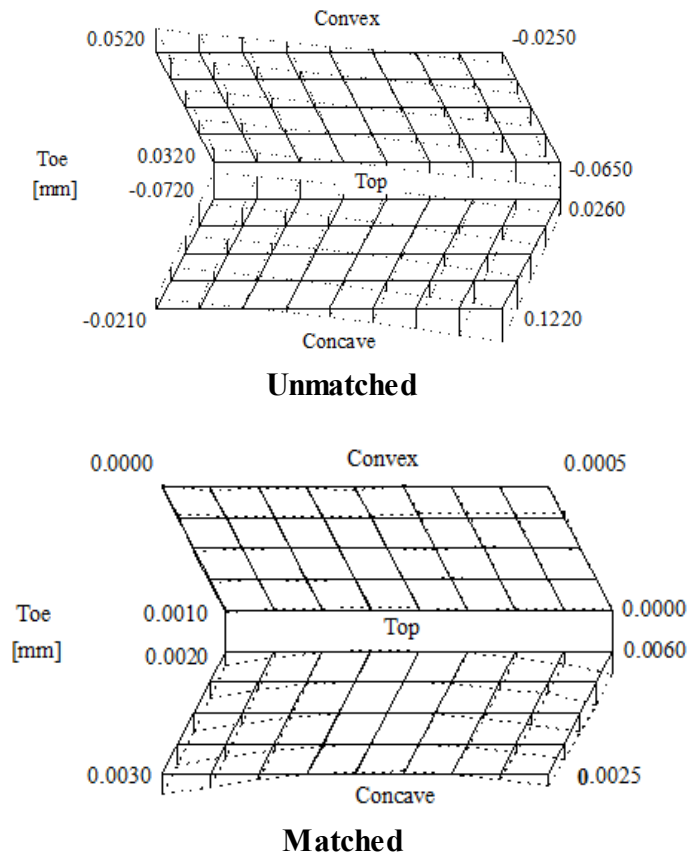 Convex
0.0520 -0.0250
Toe 0.0320 -0.0650
[mm] -0.0720 Top 0.0260
-0.0210 0.1220
Concave
Unmatched
0.0000 Convex 0.0005
Toe 0.0010 Top 0.0000
[mm] 0.0020 0.0060
0.0030 0.0025
Concave
Matched